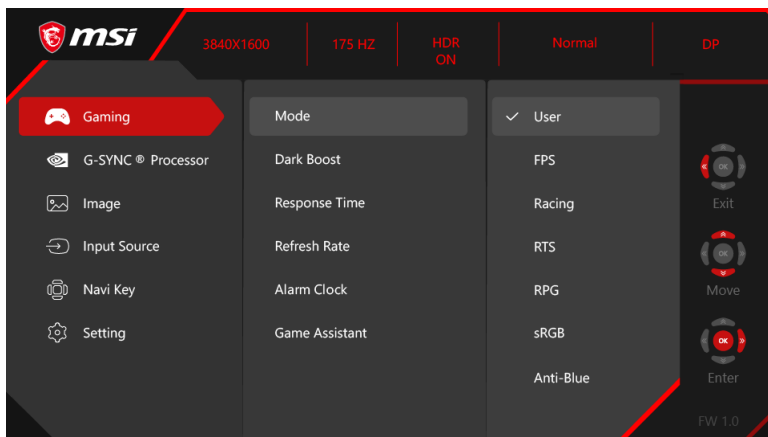 msi
3840X1600
175 HZ
HDR
ON
Normal
DP
Gaming
G-SYNC ® Processor
Image
Input Source
Navi Key
Setting
Mode
Dark Boost
Response Time
Refresh Rate
Alarm Clock
Game Assistant
User
FPS
Racing
RTS
RPG
sRGB
Anti-Blue
OK
Exit
OK
Move
OK
Enter
FW 1.0